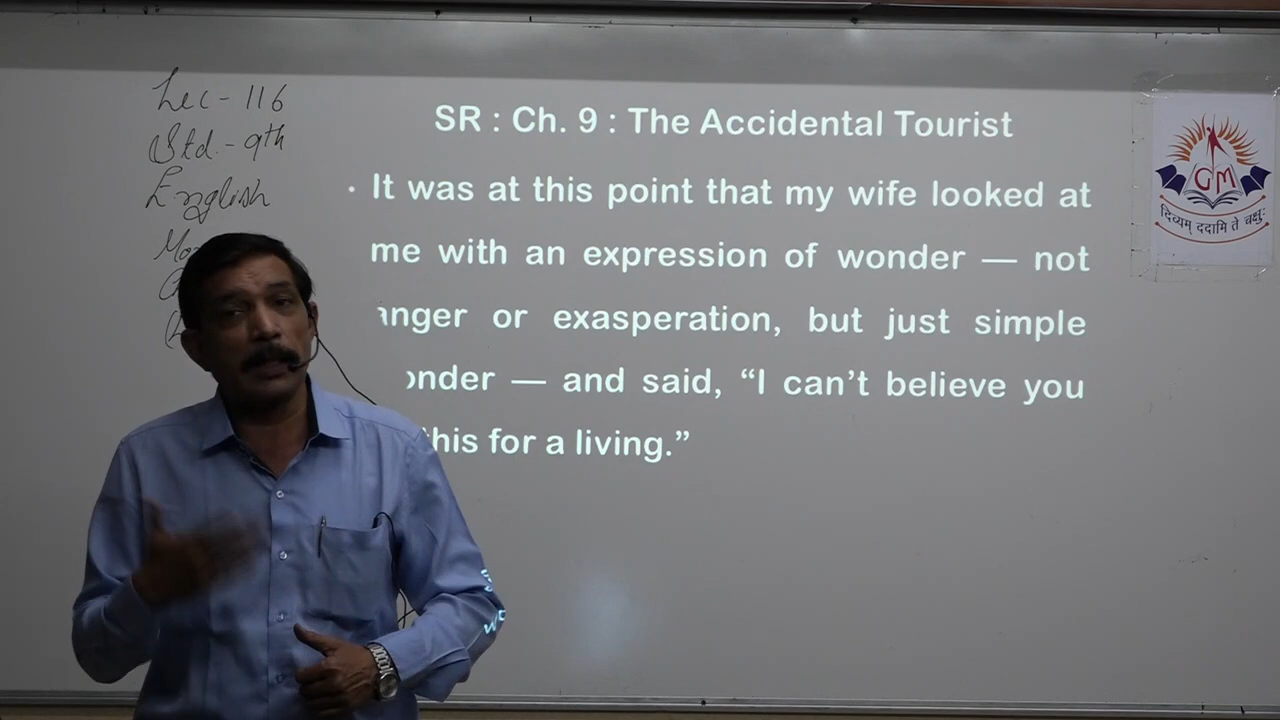 Lec - 116
Std. - 9th
English
SR : Ch. 9 : The Accidental Tourist
• It was at this point that my wife looked at
me with an expression of wonder — not
anger or exasperation, but just simple
wonder — and said, “I can’t believe you
this for a living.”
GM
दिव्यम् ददामि ते चक्षुः